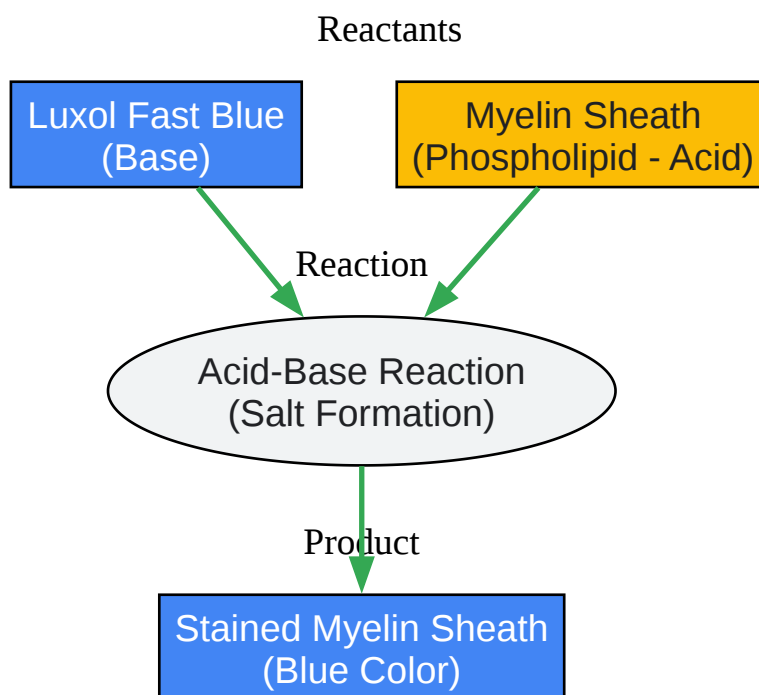 Reactants
Luxol Fast Blue
(Base)
Myelin Sheath
(Phospholipid - Acid)
Reaction
Acid-Base Reaction
(Salt Formation)
Product
Stained Myelin Sheath
(Blue Color)